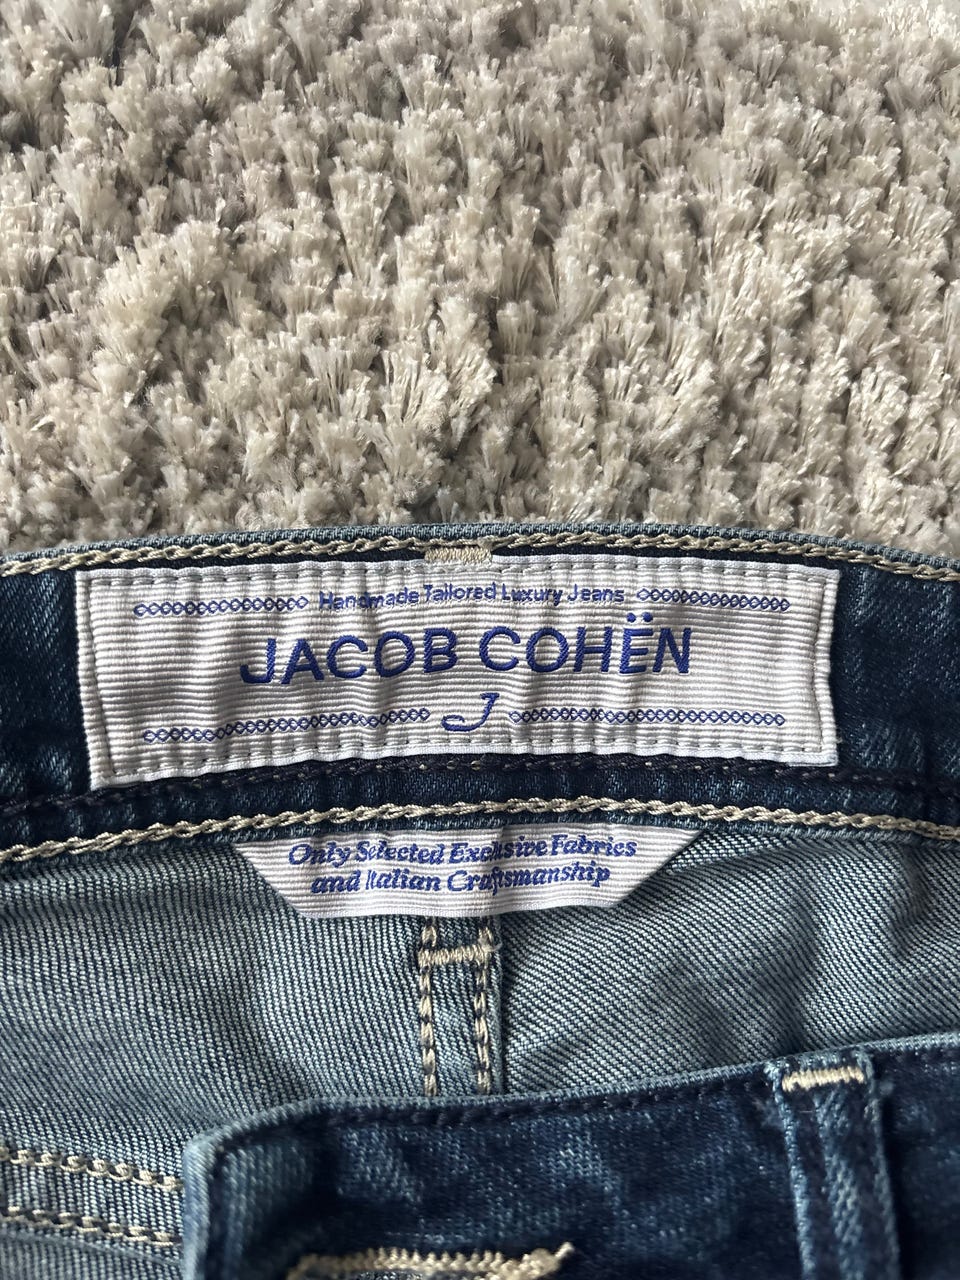 Handmade Tailored Luxury Jeans
JACOB COHËN
J
Only Selected Exclusive Fabrics
and Italian Craftsmanship